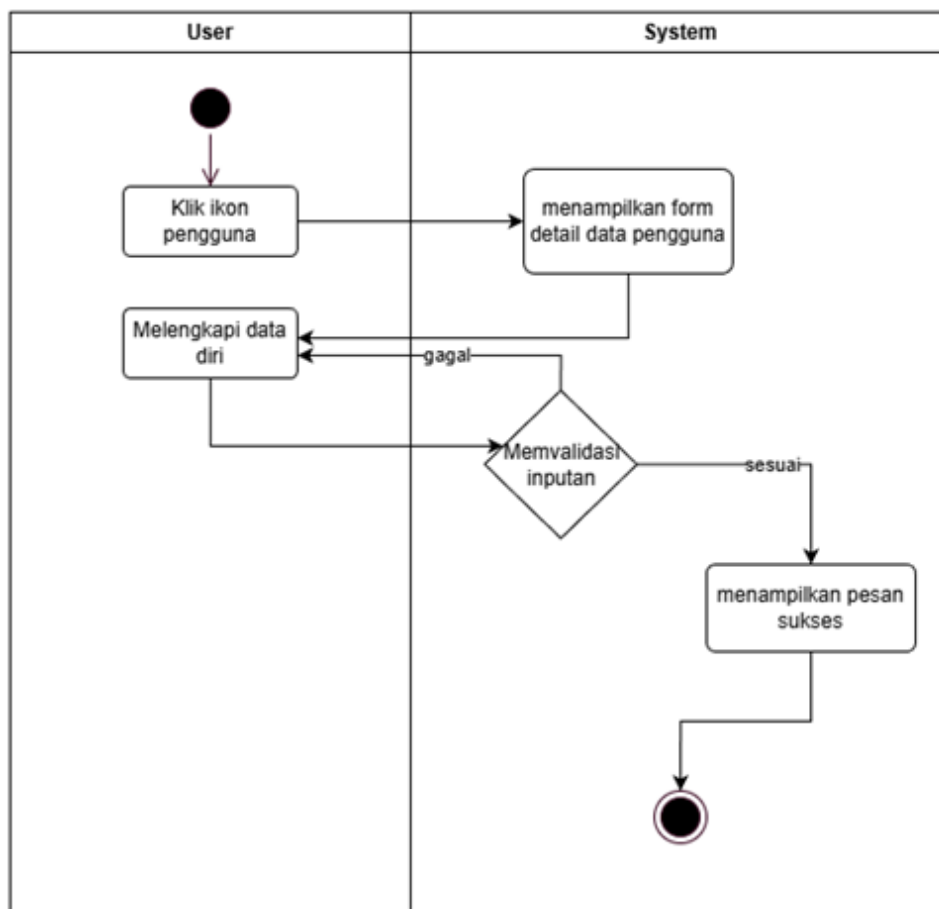 User
System
Klik ikon
pengguna
menampilkan form
detail data pengguna
Melengkapi data
diri
gagal
Memvalidasi
inputan
sesuai
menampilkan pesan
sukses